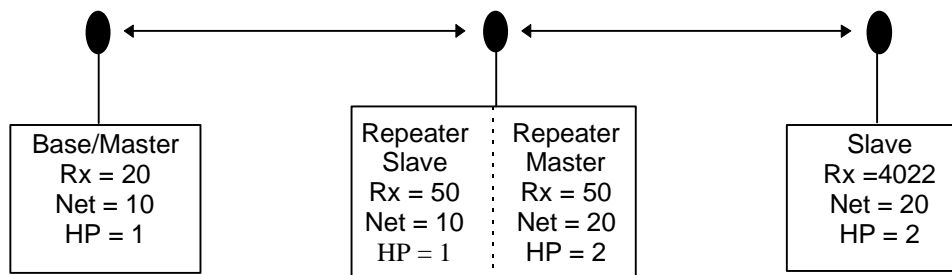 Base/Master
Rx = 20
Net = 10
HP = 1
Repeater
Slave
Rx = 50
Net = 10
HP = 1
Repeater
Master
Rx = 50
Net = 20
HP = 2
Slave
Rx =4022
Net = 20
HP = 2